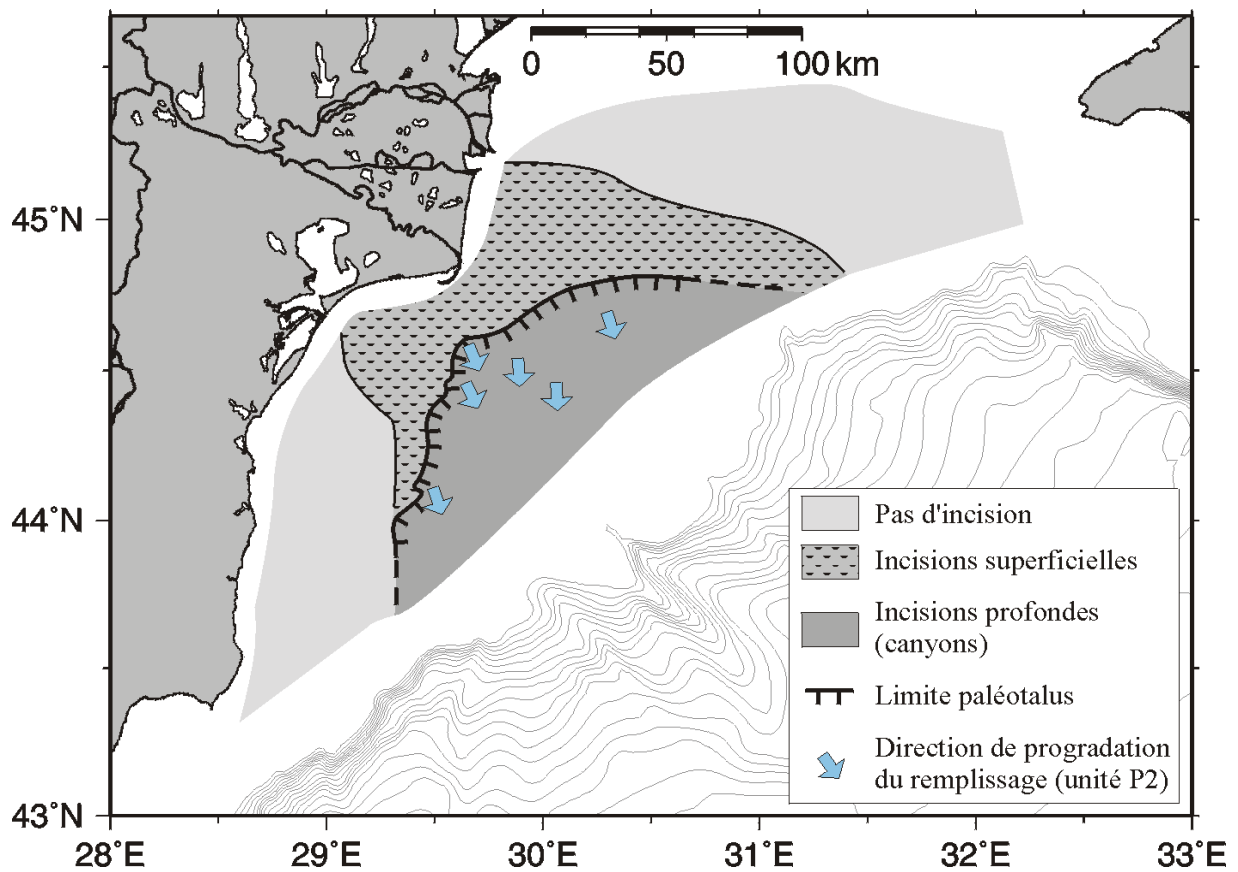 0 50 100 km
45°N
44°N
43°N
Pas d'incision
Incisions superficielles
Incisions profondes
(canyons)
Limite paléotalus
Direction de progradation
du remplissage (unité P2)
28°E 29°E 30°E 31°E 32°E 33°E